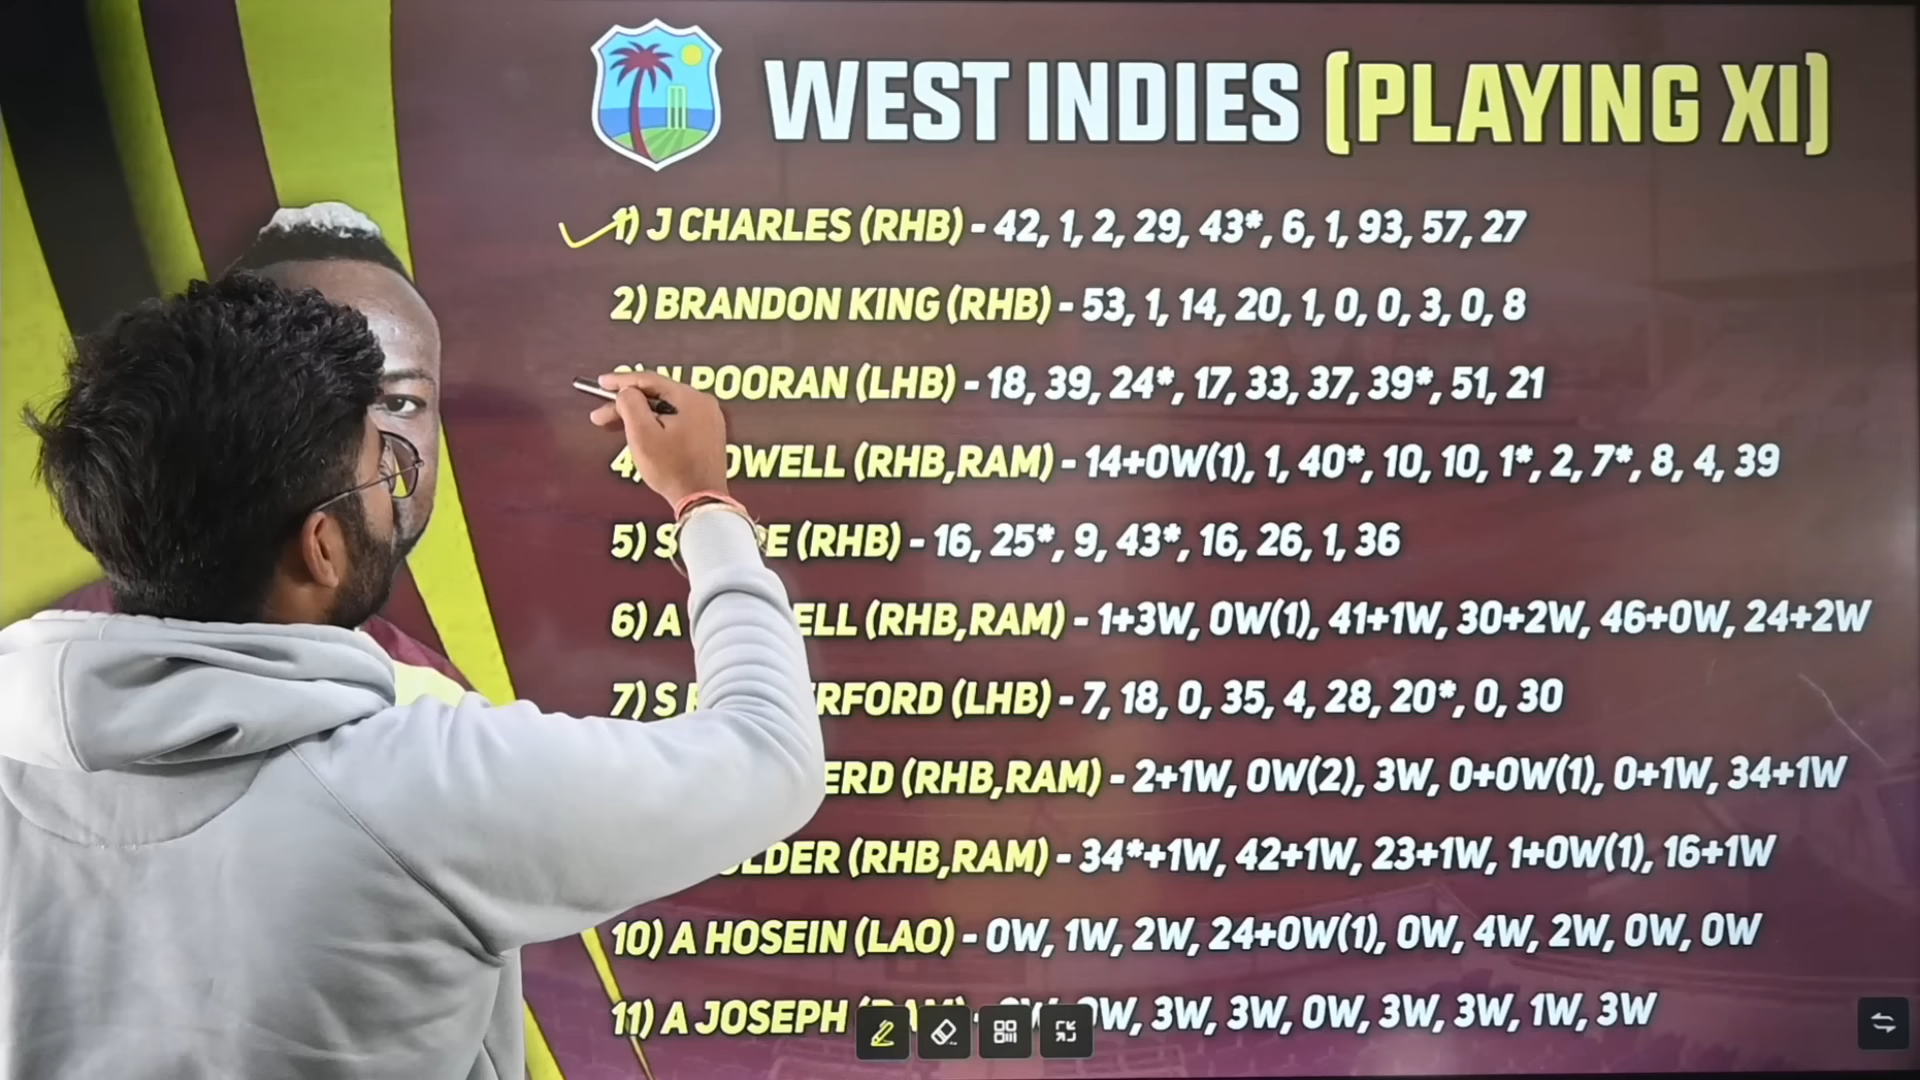 WEST INDIES (PLAYING XI)
1) J CHARLES (RHB) - 42, 1, 2, 29, 43*, 6, 1, 93, 57, 27
2) BRANDON KING (RHB) - 53, 1, 14, 20, 1, 0, 0, 3, 0, 8
N POORAN (LHB) - 18, 39, 24*, 17, 33, 37, 39*, 51, 21
4) (RHB,RAM) - 14+0W(1), 1, 40*, 10, 10, 1*, 2, 7*, 8, 4, 39
5) S (RHB) - 16, 25*, 9, 43*, 16, 26, 1, 36
6) A (RHB,RAM) - 1+3W, 0W(1), 41+1W, 30+2W, 46+0W, 24+2W
7) S (LHB) - 7, 18, 0, 35, 4, 28, 20*, 0, 30
(RHB,RAM) - 2+1W, 0W(2), 3W, 0+0W(1), 0+1W, 34+1W
(RHB,RAM) - 34*+1W, 42+1W, 23+1W, 1+0W(1), 16+1W
10) A HOSEIN (LAO) - 0W, 1W, 2W, 24+0W(1), 0W, 4W, 2W, 0W, 0W
11) A JOSEPH 3W, 3W, 0W, 3W, 3W, 1W, 3W